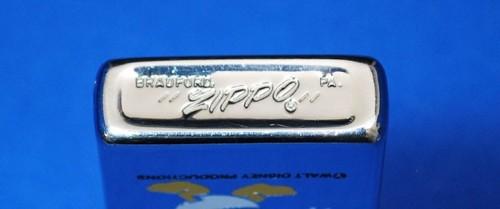 BRADFORD, PA.
ZIPPO
©WALT DISNEY PRODUCTIONS